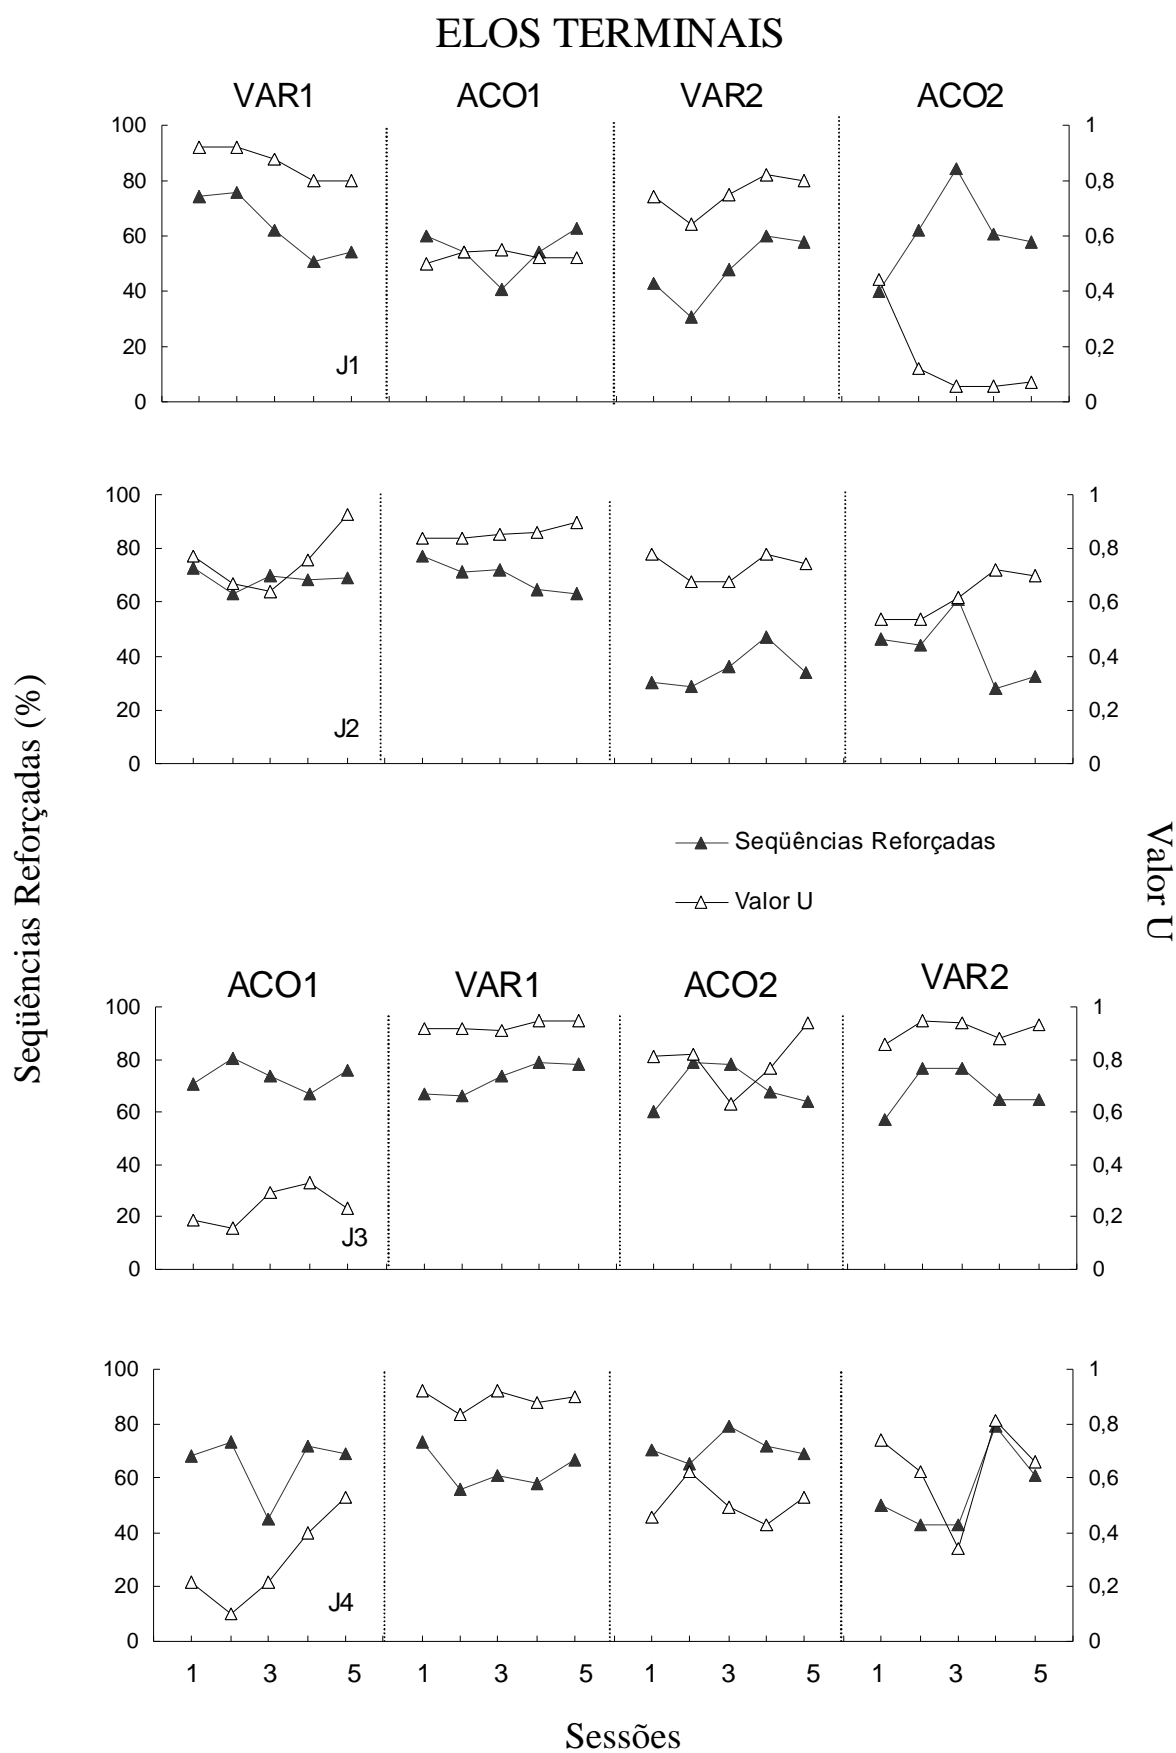 ELOS TERMINAIS
VAR1 ACO1 VAR2 ACO2
100 1
80 0,8
60 0,6
40 0,4
20 0,2
0 0
J1
100 1
80 0,8
60 0,6
40 0,4
20 0,2
0 0
J2
Seqüências Reforçadas (%)
Valor U
Seqüências Reforçadas
Valor U
ACO1 VAR1 ACO2 VAR2
100 1
80 0,8
60 0,6
40 0,4
20 0,2
0 0
J3
100 1
80 0,8
60 0,6
40 0,4
20 0,2
0 0
J4
1 3 5 1 3 5 1 3 5 1 3 5
Sessões